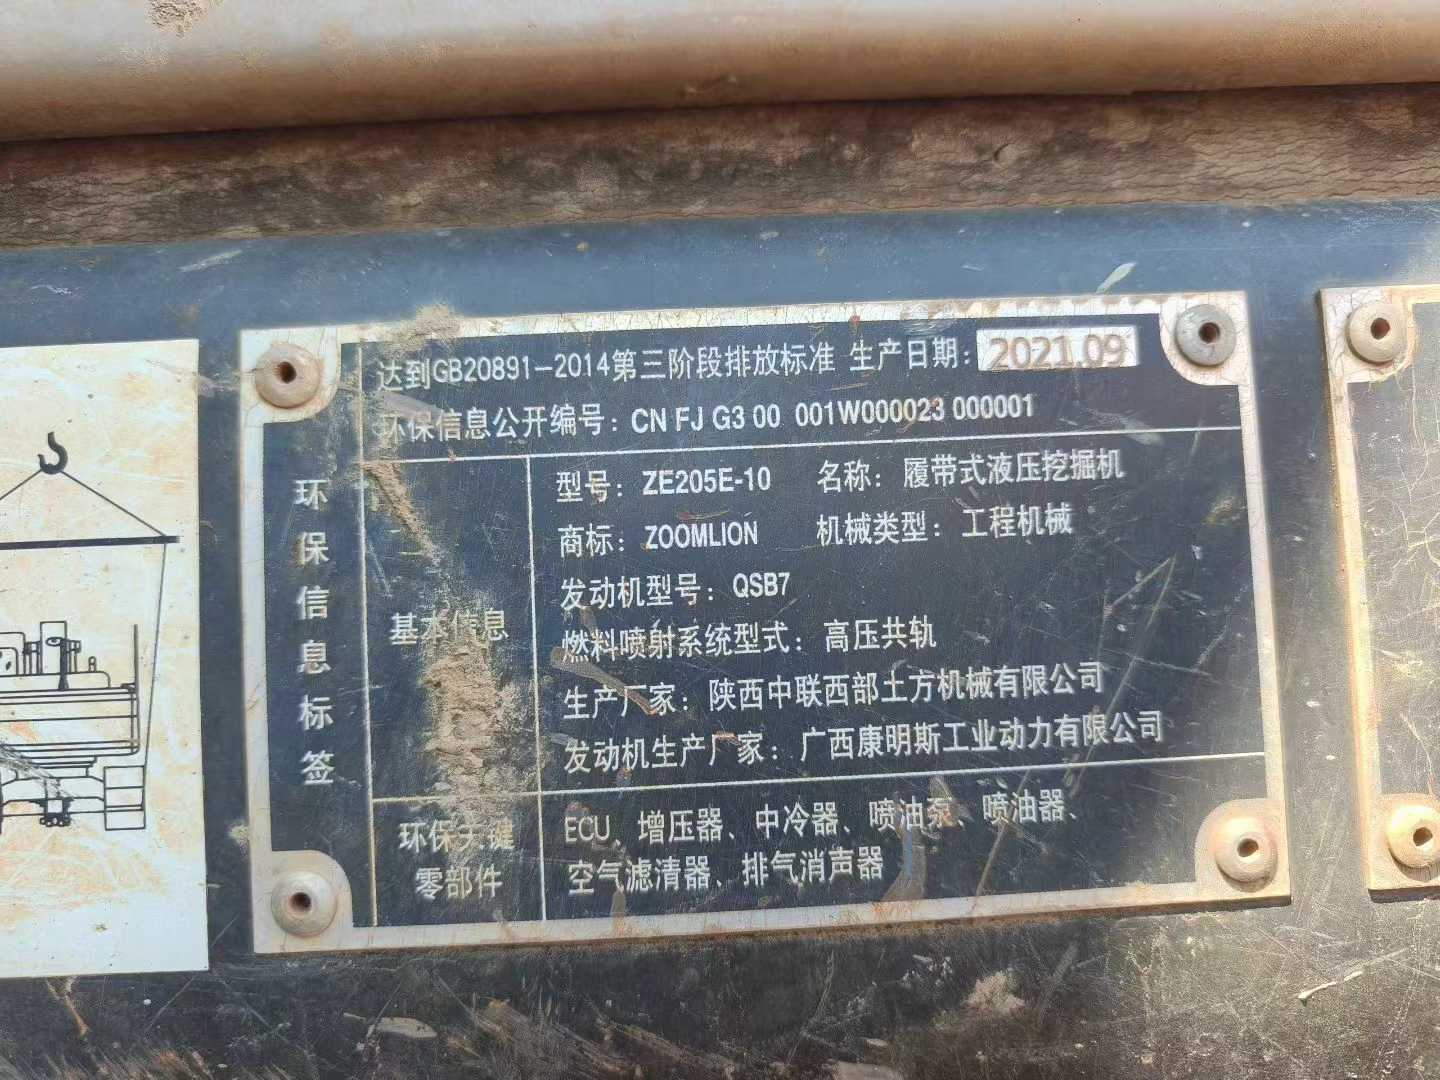 达到GB20891-2014第三阶段排放标准 生产日期：2021.09
环保信息公开编号：CN FJ G3 00 001W000023 000001
环保信息标签
基本信息
型号：ZE205E-10 名称：履带式液压挖掘机
商标：ZOOMLION 机械类型：工程机械
发动机型号：QSB7
燃料喷射系统型式：高压共轨
生产厂家：陕西中联西部土方机械有限公司
发动机生产厂家：广西康明斯工业动力有限公司
环保关键
零部件
ECU、增压器、中冷器、喷油泵、喷油器、
空气滤清器、排气消声器